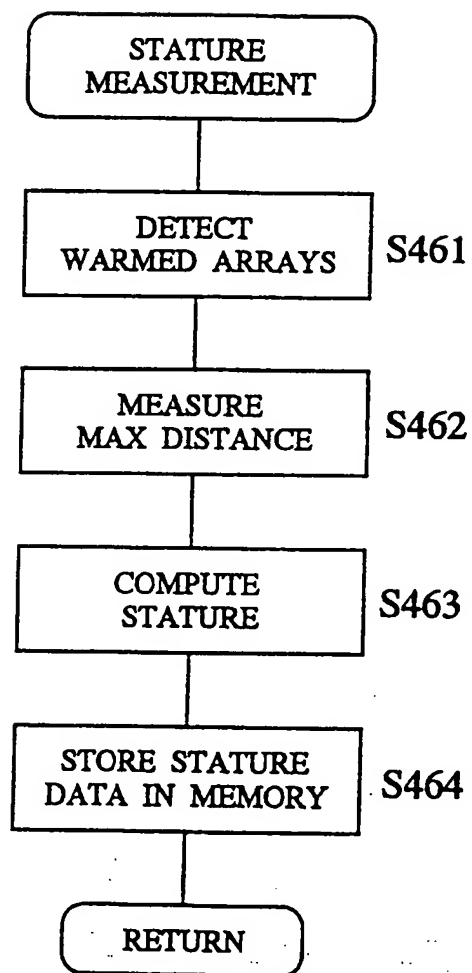 STATURE
MEASUREMENT
DETECT
WARMED ARRAYS
S461
MEASURE
MAX DISTANCE
S462
COMPUTE
STATURE
S463
STORE STATURE
DATA IN MEMORY
S464
RETURN